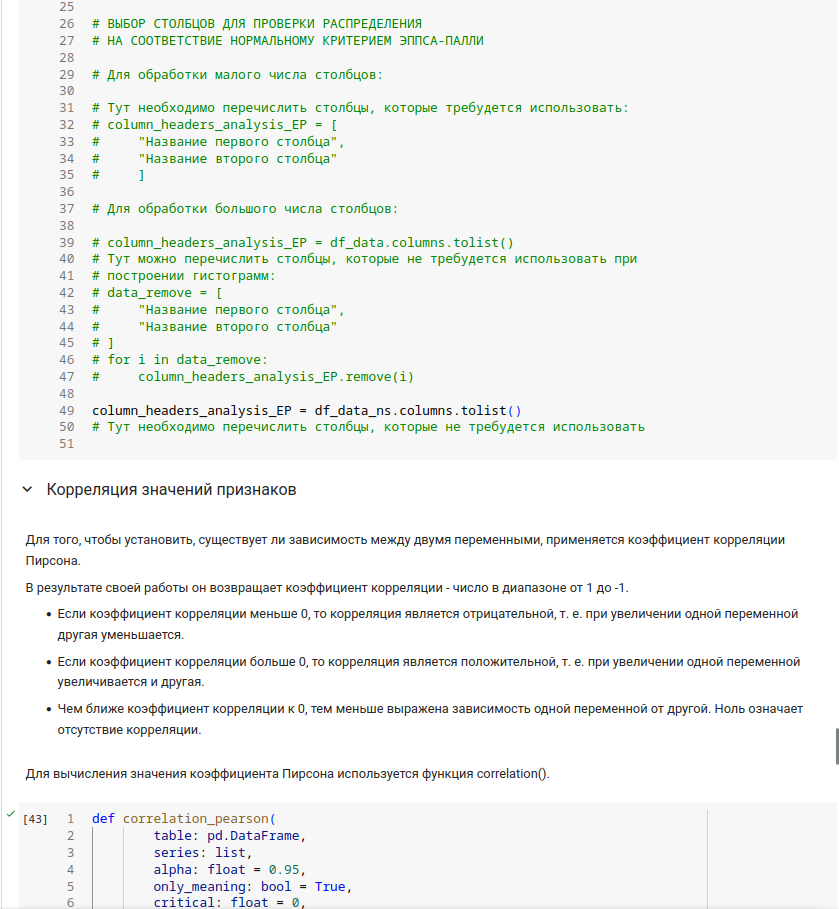 25
26 # ВЫБОР СТОЛБЦОВ ДЛЯ ПРОВЕРКИ РАСПРЕДЕЛЕНИЯ
27 # НА СООТВЕТСТВИЕ НОРМАЛЬНОМУ КРИТЕРИЕМ ЭППСА-ПАЛЛИ
28
29 # Для обработки малого числа столбцов:
30
31 # Тут необходимо перечислить столбцы, которые требуется использовать:
32 # column_headers_analysis_EP = [
33 #     "Название первого столбца",
34 #     "Название второго столбца"
35 #     ]
36
37 # Для обработки большого числа столбцов:
38
39 # column_headers_analysis_EP = df_data.columns.tolist()
40 # Тут можно перечислить столбцы, которые не требудется использовать при
41 # построении гистограмм:
42 # data_remove = [
43 #     "Название первого столбца",
44 #     "Название второго столбца"
45 # ]
46 # for i in data_remove:
47 #     column_headers_analysis_EP.remove(i)
48
49 column_headers_analysis_EP = df_data_ns.columns.tolist()
50 # Тут необходимо перечислить столбцы, которые не требудется использовать
51
Корреляция значений признаков
Для того, чтобы установить, существует ли зависимость между двумя переменными, применяется коэффициент корреляции
Пирсона.
В результате своей работы он возвращает коэффициент корреляции - число в диапазоне от 1 до -1.
• Если коэффициент корреляции меньше 0, то корреляция является отрицательной, т. е. при увеличении одной переменной
другая уменьшается.
• Если коэффициент корреляции больше 0, то корреляция является положительной, т. е. при увеличении одной переменной
увеличивается и другая.
• Чем ближе коэффициент корреляции к 0, тем меньше выражена зависимость одной переменной от другой. Ноль означает
отсутствие корреляции.
Для вычисления значения коэффициента Пирсона используется функция correlation().
[43] 1 def correlation_pearson(
2         table: pd.DataFrame,
3         series: list,
4         alpha: float = 0.95,
5         only_meaning: bool = True,
6         critical: float = 0,